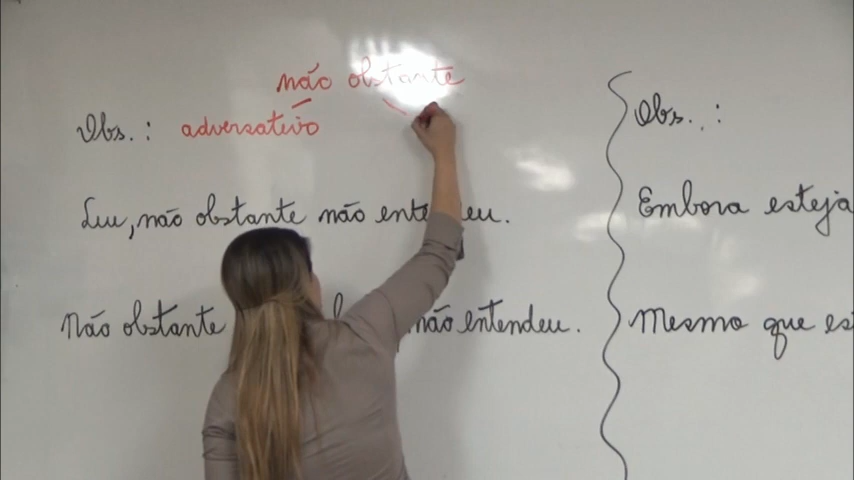 não obstante
Obs.: adversativo
Leu, não obstante não entendeu.
Não obstante não entendeu.
Obs.:
Embora esteja
Mesmo que